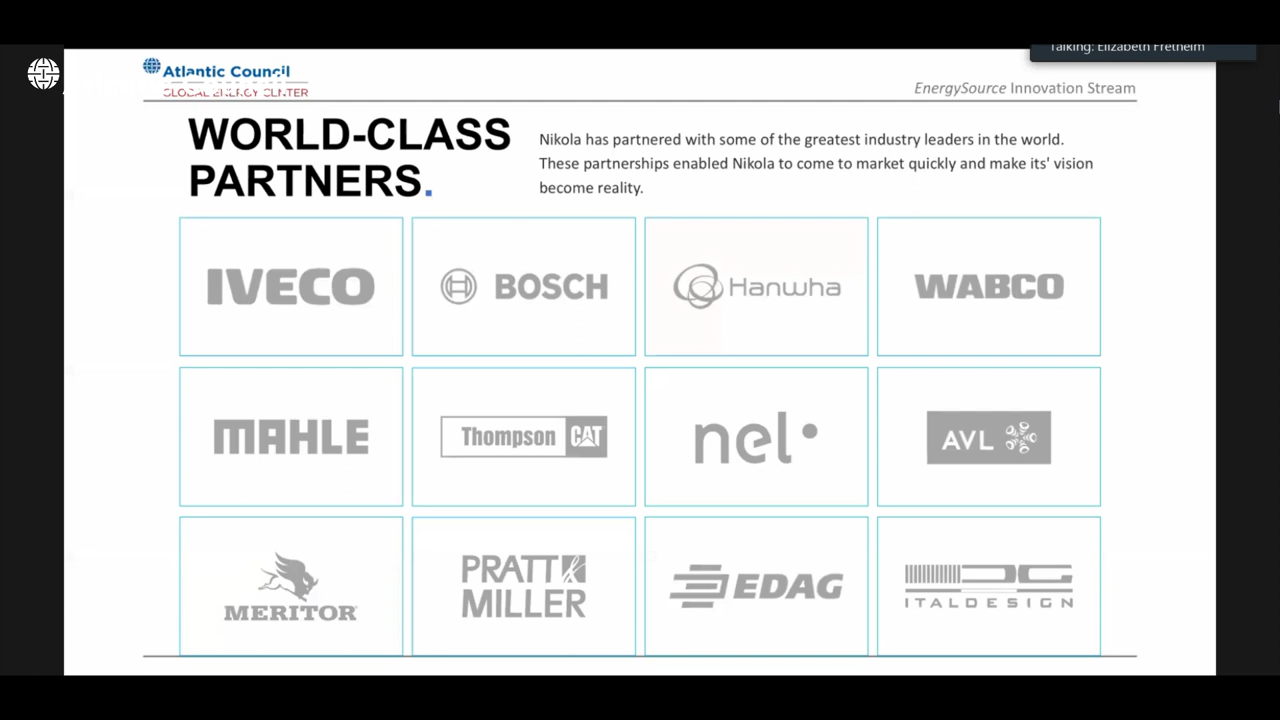 Talking: Elizabeth Fretheim
Atlantic Council
GLOBAL ENERGY CENTER
EnergySource Innovation Stream
WORLD-CLASS
PARTNERS.
Nikola has partnered with some of the greatest industry leaders in the world.
These partnerships enabled Nikola to come to market quickly and make its' vision
become reality.
IVECO
BOSCH
Hanwha
WABCO
MAHLE
Thompson CAT
nel
AVL
MERITOR
PRATT &
MILLER
EDAG
ITALDESIGN